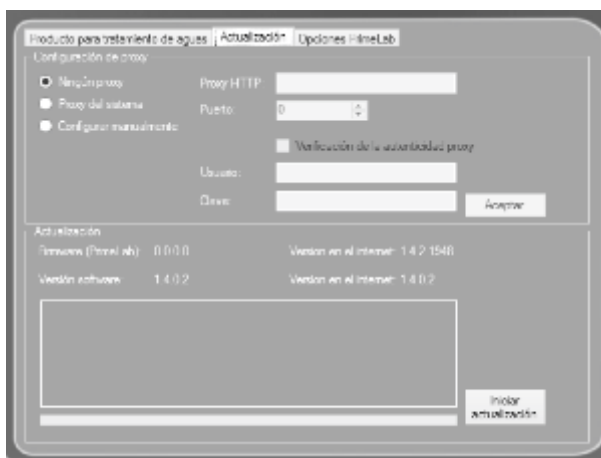 Producto para tratamiento de aguas Actualización Opciones PrimeLab
Configuración de proxy
Ningún proxy Proxy HTTP
Proxy del sistema Puerto: 0
Configurar manualmente
Verificación de la autenticidad proxy
Usuario:
Clave: Aceptar
Actualización
Firmware (PrimeLab): 0.0.0.0 Versión en el internet: 1.4.2.1548
Versión software 1.4.0.2 Versión en el internet: 1.4.0.2
Iniciar
actualización